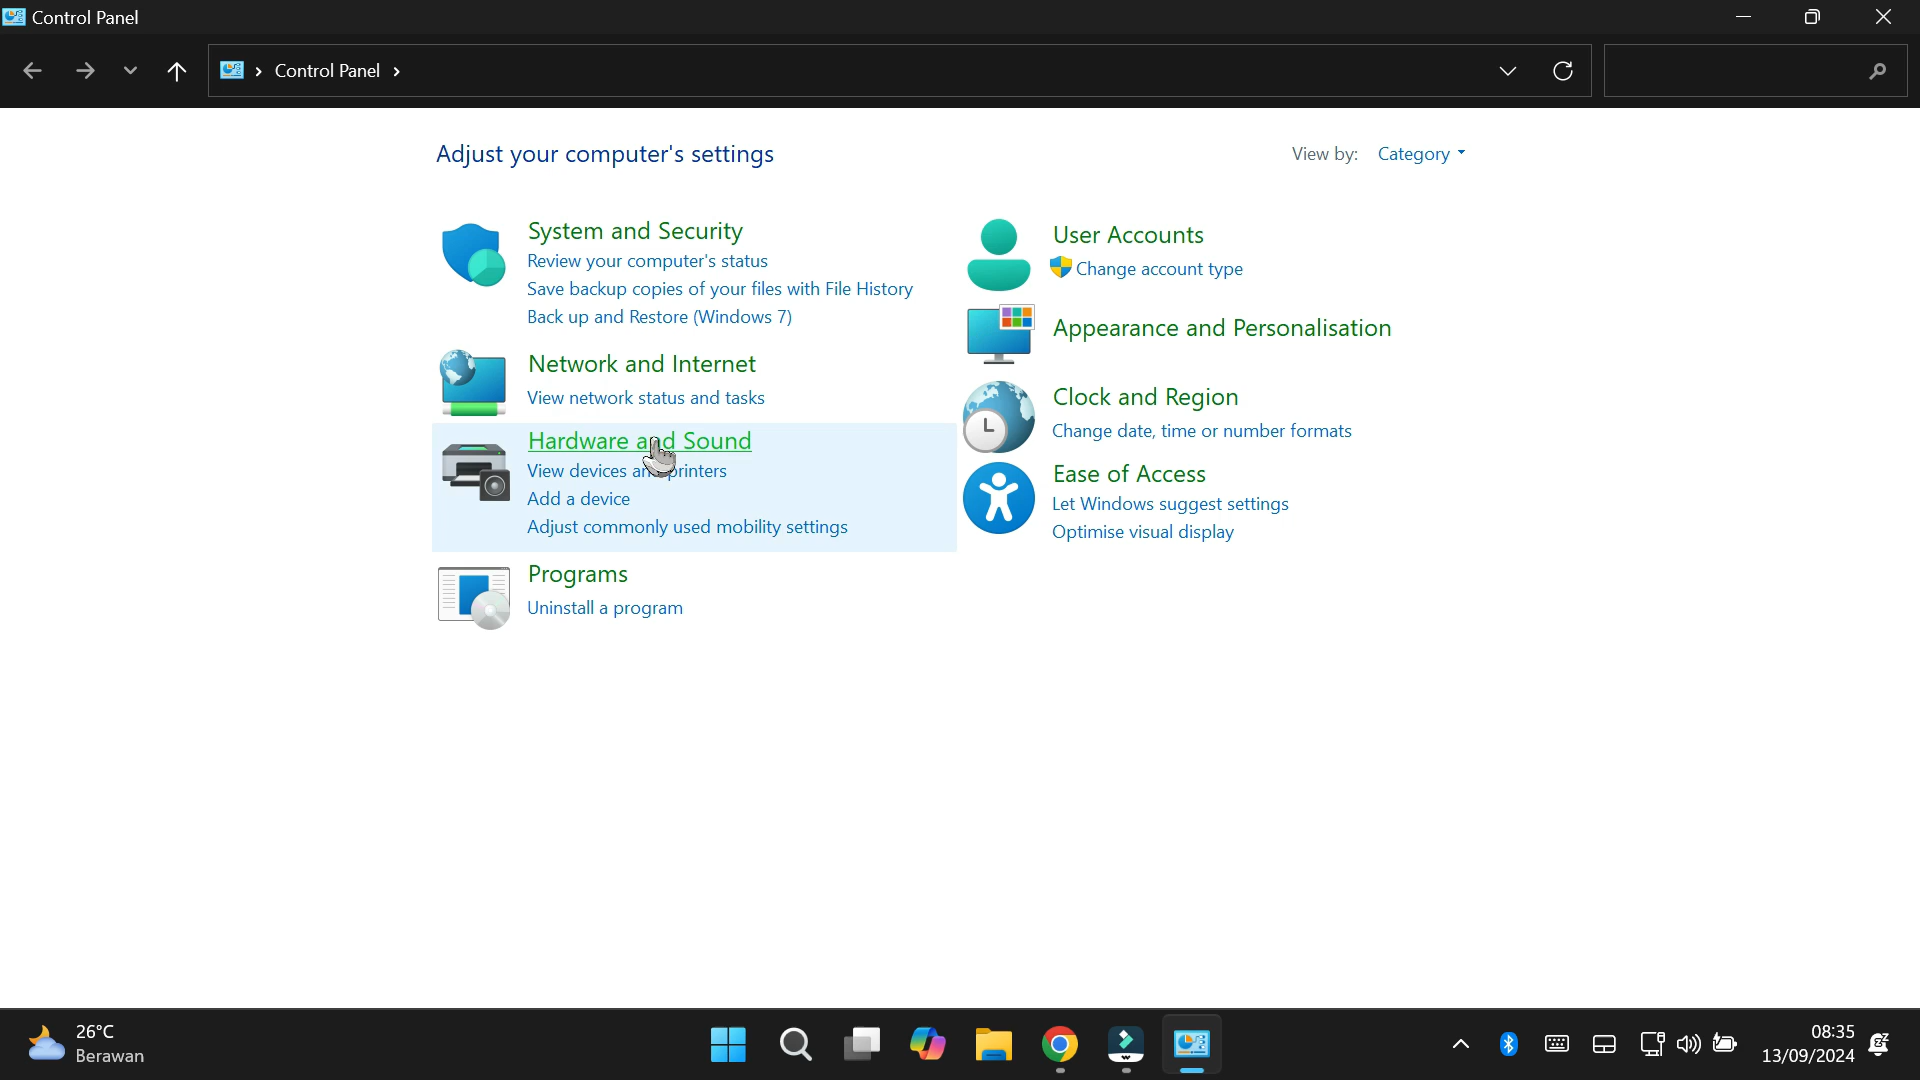 Control Panel
Control Panel
Adjust your computer's settings
View by: Category
System and Security
Review your computer's status
Save backup copies of your files with File History
Back up and Restore (Windows 7)
Network and Internet
View network status and tasks
Hardware and Sound
View devices and printers
Add a device
Adjust commonly used mobility settings
Programs
Uninstall a program
User Accounts
Change account type
Appearance and Personalisation
Clock and Region
Change date, time or number formats
Ease of Access
Let Windows suggest settings
Optimise visual display
26°C
Berawan
08:35
13/09/2024